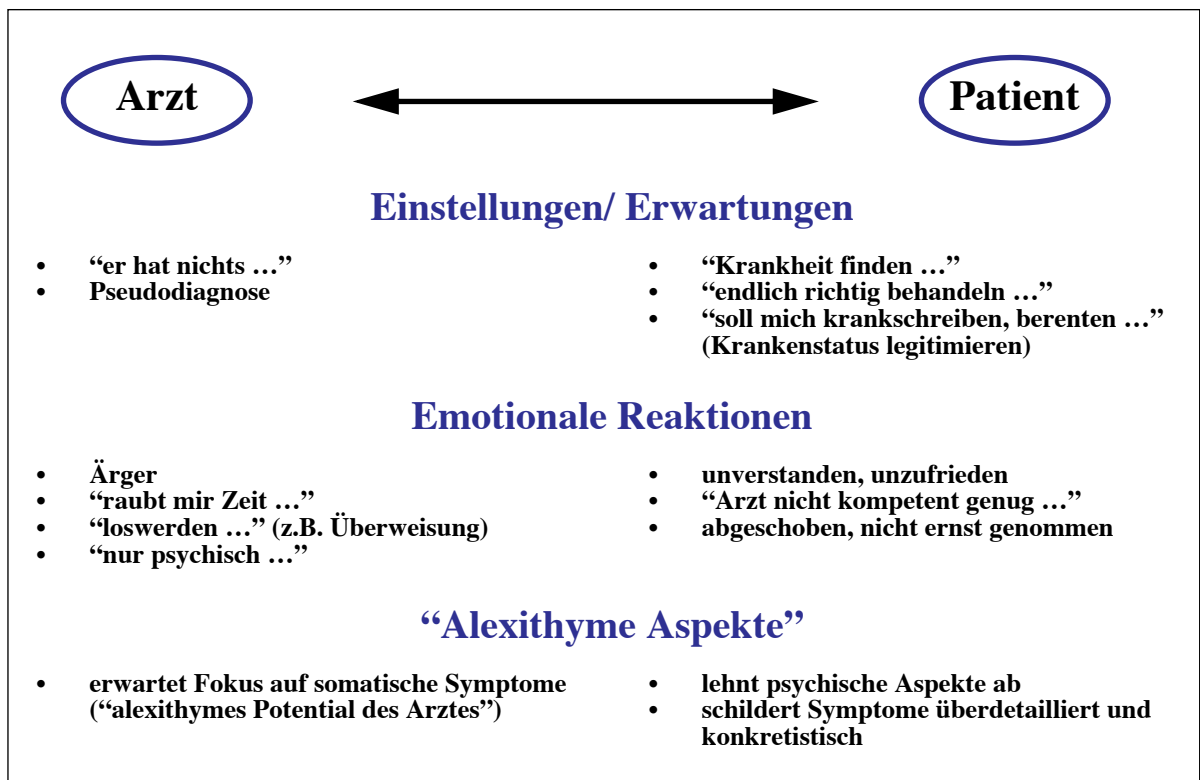 Arzt
Patient
Einstellungen/ Erwartungen
• “er hat nichts …”
• Pseudodiagnose
• “Krankheit finden …”
• “endlich richtig behandeln …”
• “soll mich krankschreiben, berenten …”
(Krankenstatus legitimieren)
Emotionale Reaktionen
• Ärger
• “raubt mir Zeit …”
• “loswerden …” (z.B. Überweisung)
• “nur psychisch …”
• unverstanden, unzufrieden
• “Arzt nicht kompetent genug …”
• abgeschoben, nicht ernst genommen
“Alexithyme Aspekte”
• erwartet Fokus auf somatische Symptome
(“alexithymes Potential des Arztes”)
• lehnt psychische Aspekte ab
• schildert Symptome überdetailliert und
konkretistisch